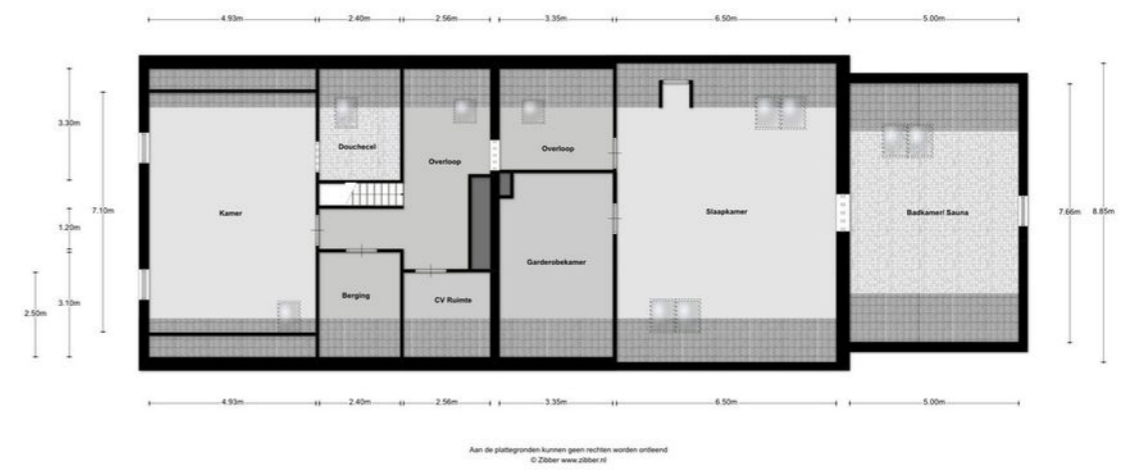 4.93m 2.40m 2.56m 3.35m 6.50m 5.00m
3.30m
Douchecel
Overloop
Overloop
7.10m
1.20m
Kamer
Slaapkamer
Badkamer/ Sauna
7.66m
8.85m
Garderobekamer
Berging
CV Ruimte
3.10m
2.50m
4.93m 2.40m 2.56m 3.35m 6.50m 5.00m
Aan de plattegronden kunnen geen rechten worden ontleend
© Zibber www.zibber.nl